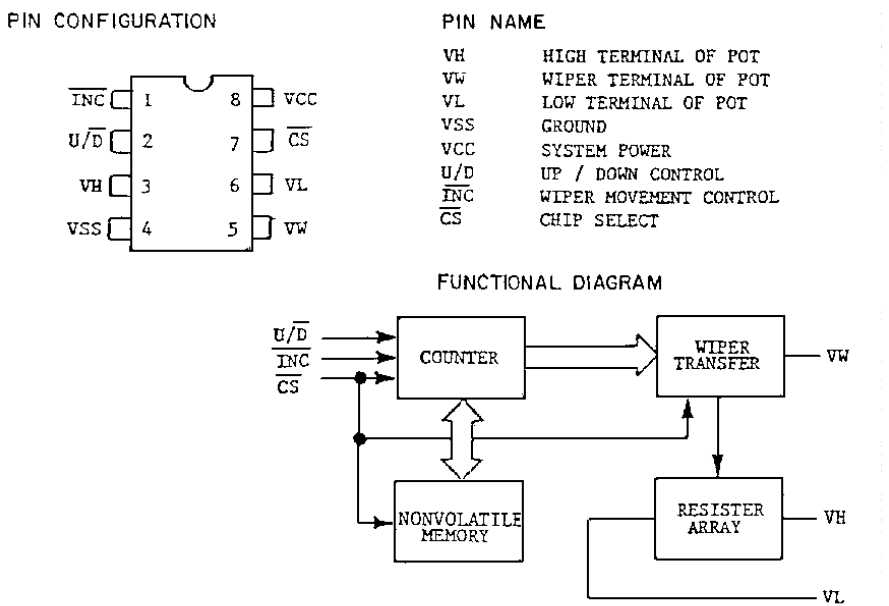 PIN CONFIGURATION
INC 1 8 VCC
U/D 2 7 CS
VH 3 6 VL
VSS 4 5 VW
PIN NAME
VH HIGH TERMINAL OF POT
VW WIPER TERMINAL OF POT
VL LOW TERMINAL OF POT
VSS GROUND
VCC SYSTEM POWER
U/D UP / DOWN CONTROL
INC WIPER MOVEMENT CONTROL
CS CHIP SELECT
FUNCTIONAL DIAGRAM
U/D
INC
CS
COUNTER
WIPER
TRANSFER
VW
NONVOLATILE
MEMORY
RESISTER
ARRAY
VH
VL